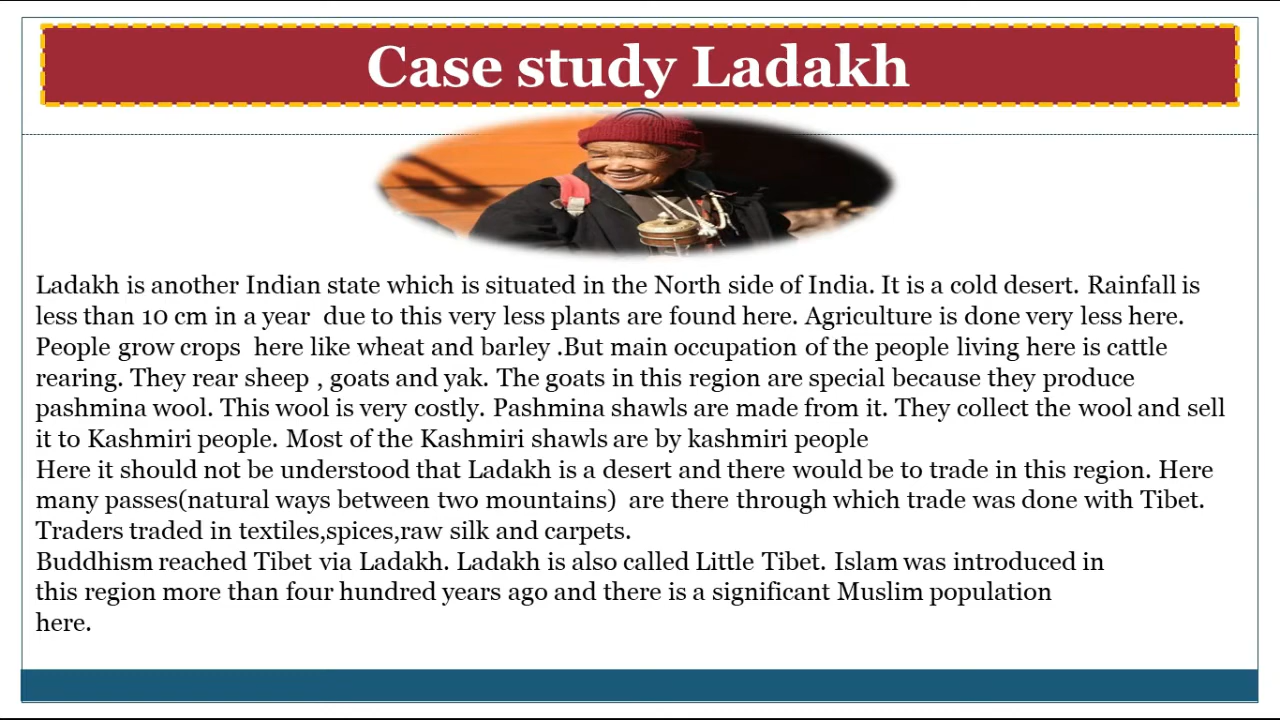 Case study Ladakh
Ladakh is another Indian state which is situated in the North side of India. It is a cold desert. Rainfall is
less than 10 cm in a year  due to this very less plants are found here. Agriculture is done very less here.
People grow crops  here like wheat and barley .But main occupation of the people living here is cattle
rearing. They rear sheep , goats and yak. The goats in this region are special because they produce
pashmina wool. This wool is very costly. Pashmina shawls are made from it. They collect the wool and sell
it to Kashmiri people. Most of the Kashmiri shawls are by kashmiri people
Here it should not be understood that Ladakh is a desert and there would be to trade in this region. Here
many passes(natural ways between two mountains)  are there through which trade was done with Tibet.
Traders traded in textiles,spices,raw silk and carpets.
Buddhism reached Tibet via Ladakh. Ladakh is also called Little Tibet. Islam was introduced in
this region more than four hundred years ago and there is a significant Muslim population
here.